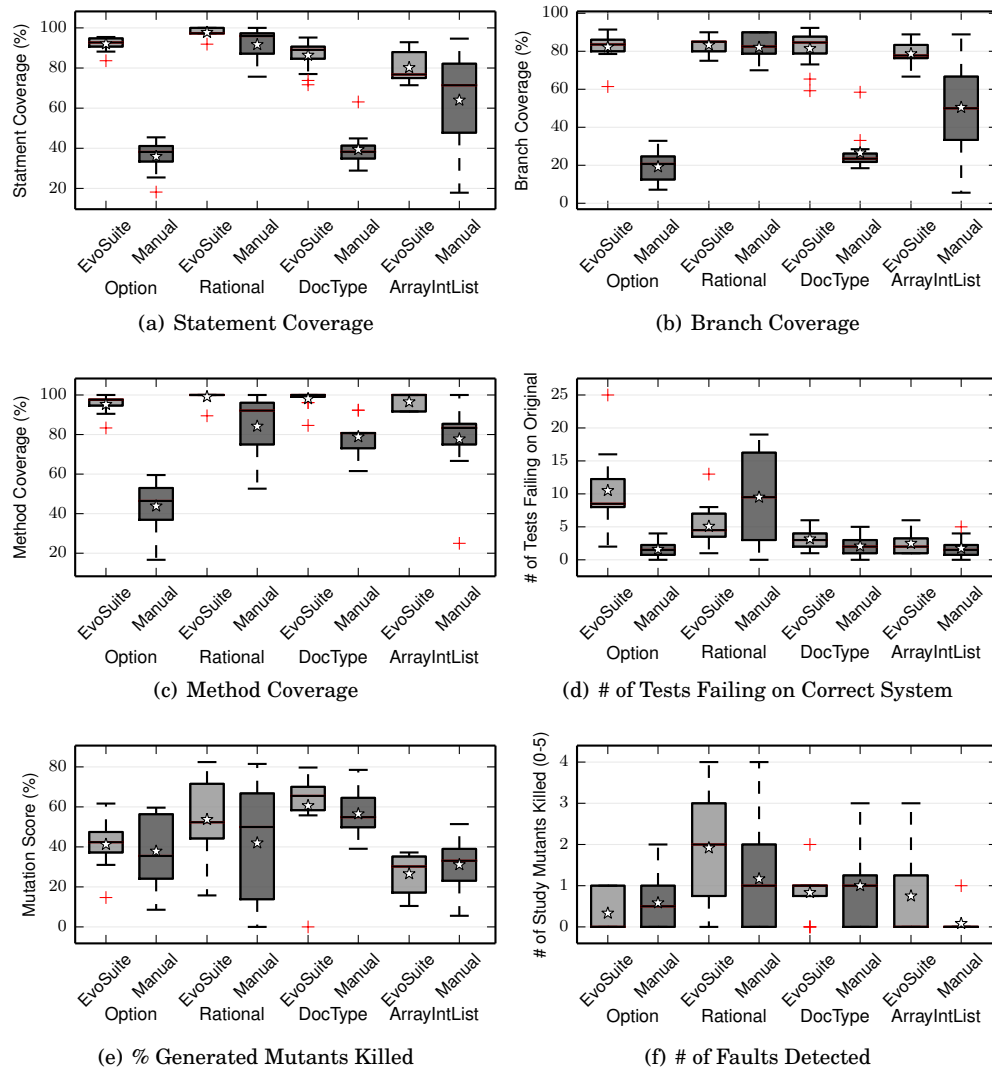 Statment Coverage (%)
100
80
60
40
20
EvoSuite Manual EvoSuite Manual EvoSuite Manual EvoSuite Manual
Option Rational DocType ArrayIntList
(a) Statement Coverage
Branch Coverage (%)
100
80
60
40
20
0
EvoSuite Manual EvoSuite Manual EvoSuite Manual EvoSuite Manual
Option Rational DocType ArrayIntList
(b) Branch Coverage
Method Coverage (%)
100
80
60
40
20
EvoSuite Manual EvoSuite Manual EvoSuite Manual EvoSuite Manual
Option Rational DocType ArrayIntList
(c) Method Coverage
# of Tests Failing on Original
25
20
15
10
5
0
EvoSuite Manual EvoSuite Manual EvoSuite Manual EvoSuite Manual
Option Rational DocType ArrayIntList
(d) # of Tests Failing on Correct System
Mutation Score (%)
80
60
40
20
0
EvoSuite Manual EvoSuite Manual EvoSuite Manual EvoSuite Manual
Option Rational DocType ArrayIntList
(e) % Generated Mutants Killed
# of Study Mutants Killed (0-5)
4
3
2
1
0
EvoSuite Manual EvoSuite Manual EvoSuite Manual EvoSuite Manual
Option Rational DocType ArrayIntList
(f) # of Faults Detected